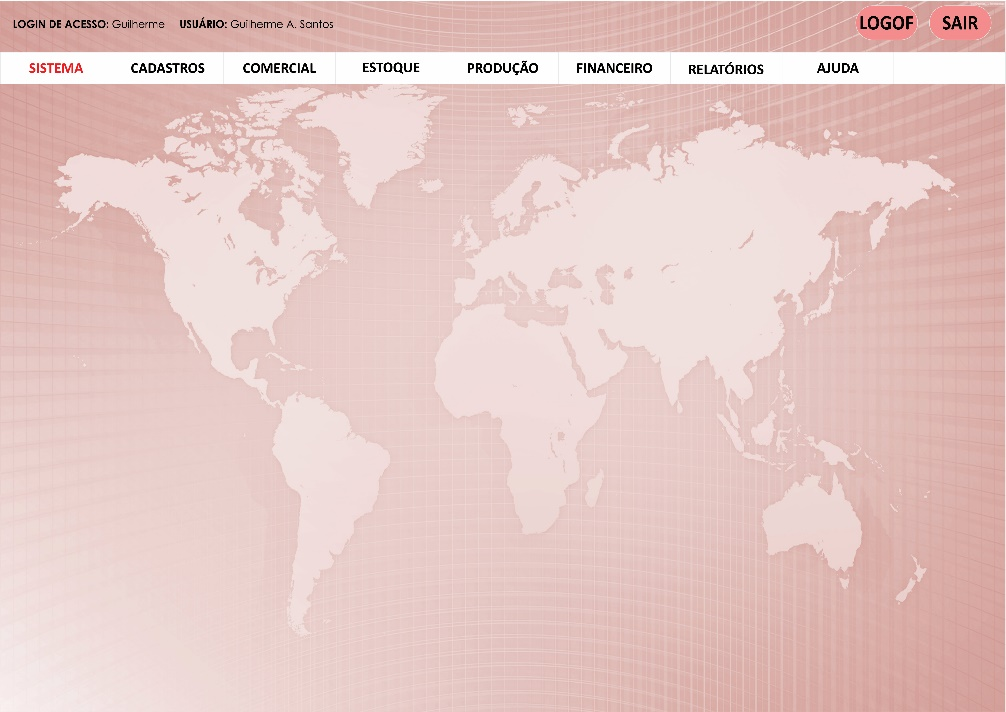 LOGIN DE ACESSO: Guilherme USUÁRIO: Guilherme A. Santos LOGOF SAIR
SISTEMA CADASTROS COMERCIAL ESTOQUE PRODUÇÃO FINANCEIRO RELATÓRIOS AJUDA